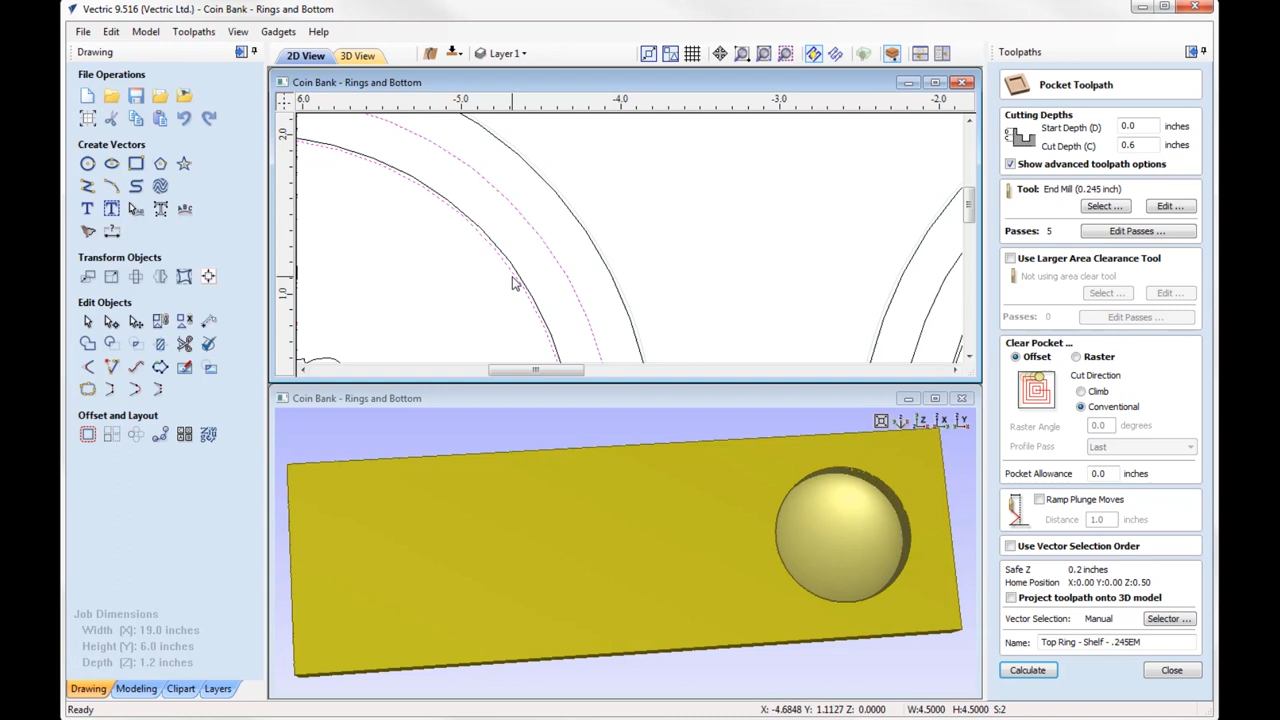 Vectric 9.516 (Vectric Ltd.) - Coin Bank - Rings and Bottom
File Edit Model Toolpaths View Gadgets Help
Drawing
2D View 3D View Layer1
Toolpaths
File Operations
Coin Bank - Rings and Bottom
Pocket Toolpath
6.0 -5.0 -4.0 -3.0 -2.0
2.0
1.0
Cutting Depths
Start Depth (D) 0.0 inches
Cut Depth (C) 0.6 inches
Create Vectors
Show advanced toolpath options
Tool: End Mill (0.245 inch)
Select ... Edit ...
Passes: 5 Edit Passes ...
Transform Objects
Use Larger Area Clearance Tool
Not using area clear tool
Select ... Edit ...
Edit Objects
Passes: 0 Edit Passes ...
Clear Pocket ...
Offset Raster
Cut Direction
Climb
Conventional
Offset and Layout
Coin Bank - Rings and Bottom
Z X Y
Raster Angle 0.0 degrees
Profile Pass Last
Pocket Allowance 0.0 inches
Ramp Plunge Moves
Distance 1.0 inches
Use Vector Selection Order
Safe Z 0.2 inches
Home Position X:0.00 Y:0.00 Z:0.50
Project toolpath onto 3D model
Job Dimensions
Width (X): 19.0 inches
Height (Y): 6.0 inches
Depth (Z): 1.2 inches
Vector Selection: Manual Selector ...
Name: Top Ring - Shelf - .245EM
Calculate Close
Drawing Modeling Clipart Layers
Ready
X: -4.6848 Y: 1.1127 Z: 0.0000 W:4.5000 H:4.5000 S:2